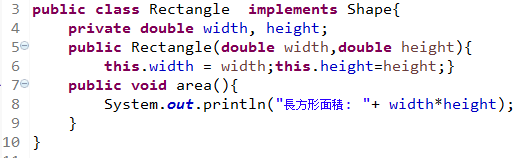 3 public class Rectangle  implements Shape{
4     private double width, height;
5     public Rectangle(double width,double height){
6         this.width = width;this.height=height;}
7     public void area(){
8         System.out.println("長方形面積: "+ width*height);
9     }
10 }